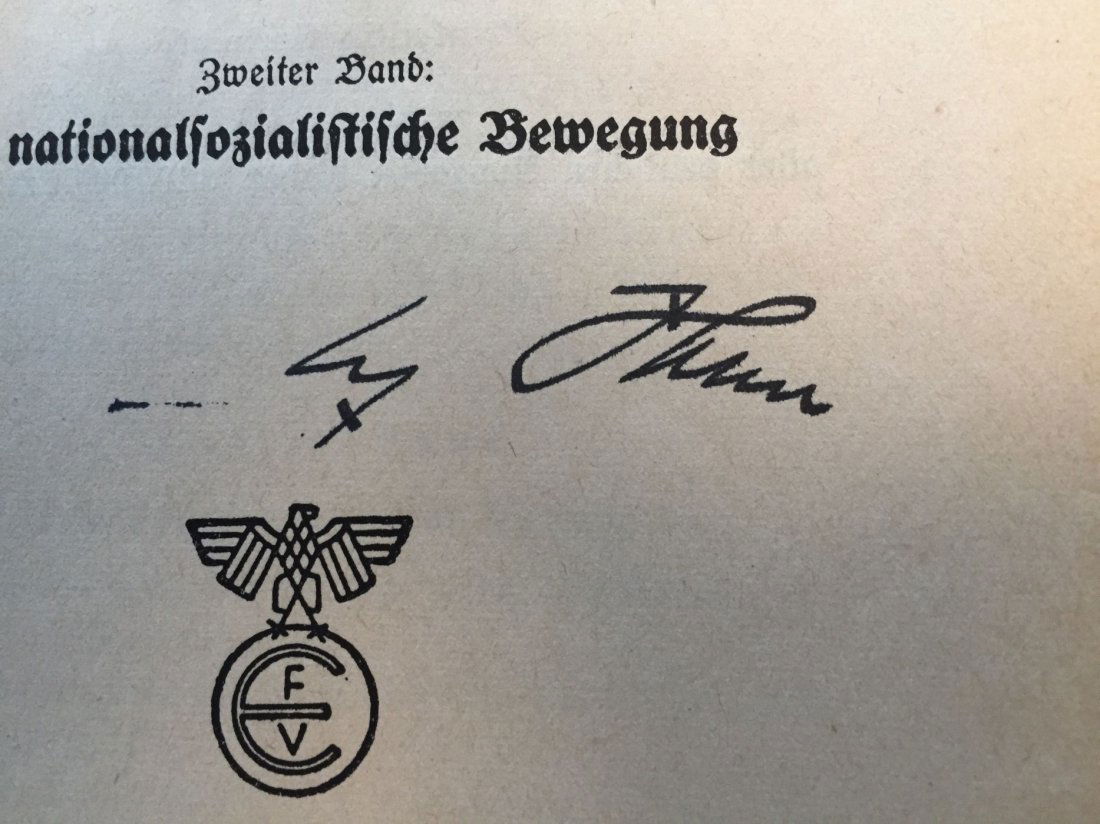 Zweiter Band:
nationalsozialistische Bewegung
F
E
V